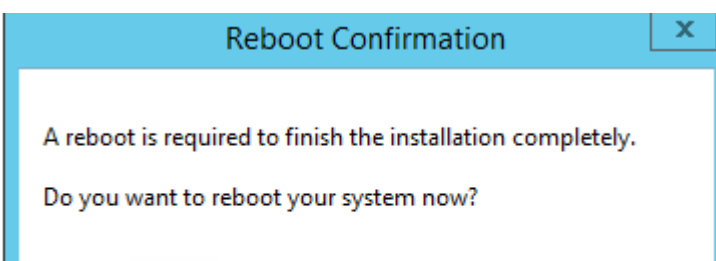 Reboot Confirmation
x
A reboot is required to finish the installation completely.
Do you want to reboot your system now?